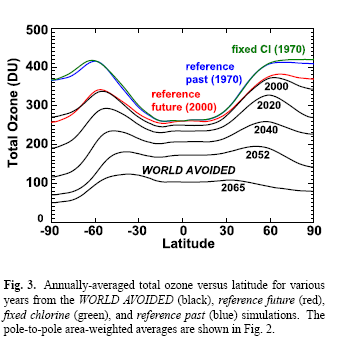 500
400
300
200
100
0
Total Ozone (DU)
fixed Cl (1970)
reference
past (1970)
reference
future (2000)
2000
2020
2040
2052
WORLD AVOIDED
2065
-90 -60 -30 0 30 60 90
Latitude
Fig. 3. Annually-averaged total ozone versus latitude for various
years from the WORLD AVOIDED (black), reference future (red),
fixed chlorine (green), and reference past (blue) simulations. The
pole-to-pole area-weighted averages are shown in Fig. 2.